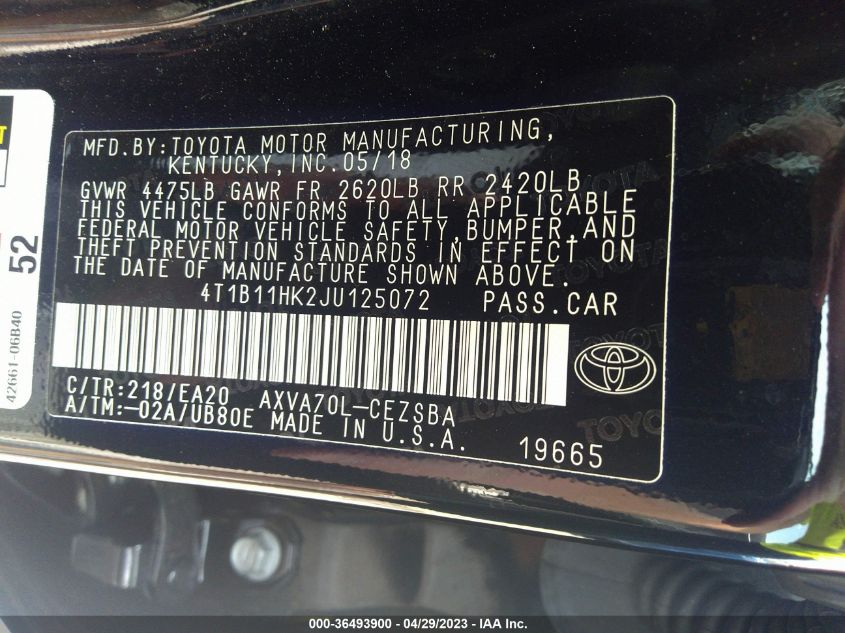 MFD.BY:TOYOTA MOTOR MANUFACTURING,
KENTUCKY,INC.05/18
GVWR 4475LB GAWR FR 2620LB RR 2420LB
THIS VEHICLE CONFORMS TO ALL APPLICABLE
FEDERAL MOTOR VEHICLE SAFETY,BUMPER,AND
THEFT PREVENTION STANDARDS IN EFFECT ON
THE DATE OF MANUFACTURE SHOWN ABOVE.
4T1B11HK2JU125072 PASS.CAR
C/TR:218/EA20 AXVA70L-CEZSBA
A/TM:-02A/UB80E MADE IN U.S.A.
19665
52
42661-06B40
TOYOTA
000-36493900 - 04/29/2023 - IAA Inc.